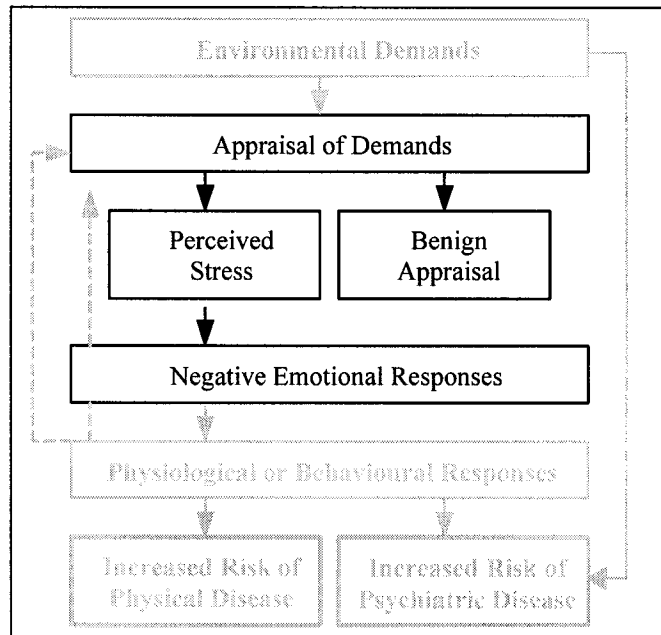 Environmental Demands
Appraisal of Demands
Perceived
Stress
Benign
Appraisal
Negative Emotional Responses
Physiological or Behavioural Responses
Increased Risk of
Physical Disease
Increased Risk of
Psychiatric Disease